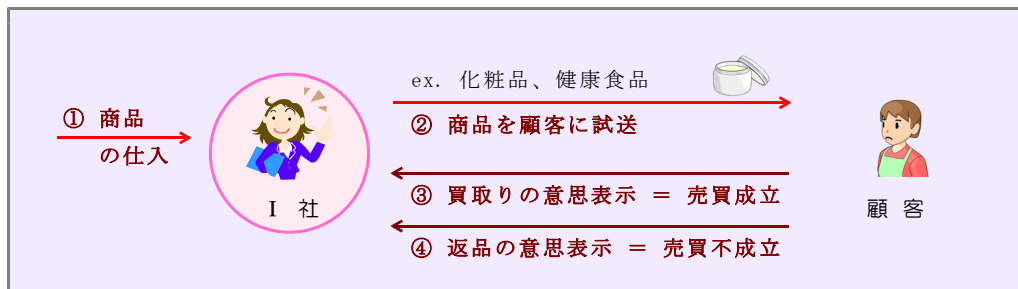 ① 商品
の仕入
I 社
ex. 化粧品、健康食品
② 商品を顧客に試送
③ 買取りの意思表示 ＝ 売買成立
④ 返品の意思表示 ＝ 売買不成立
顧 客